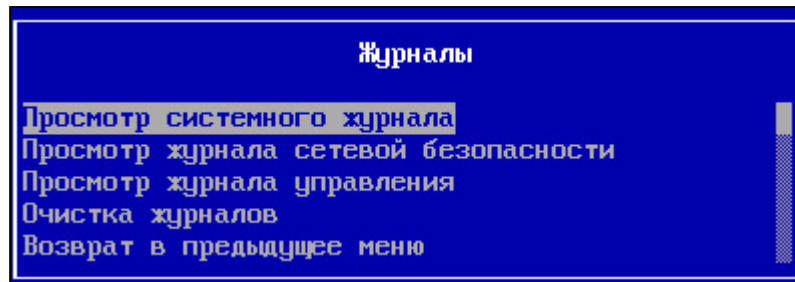 Журналы
Просмотр системного журнала
Просмотр журнала сетевой безопасности
Просмотр журнала управления
Очистка журналов
Возврат в предыдущее меню